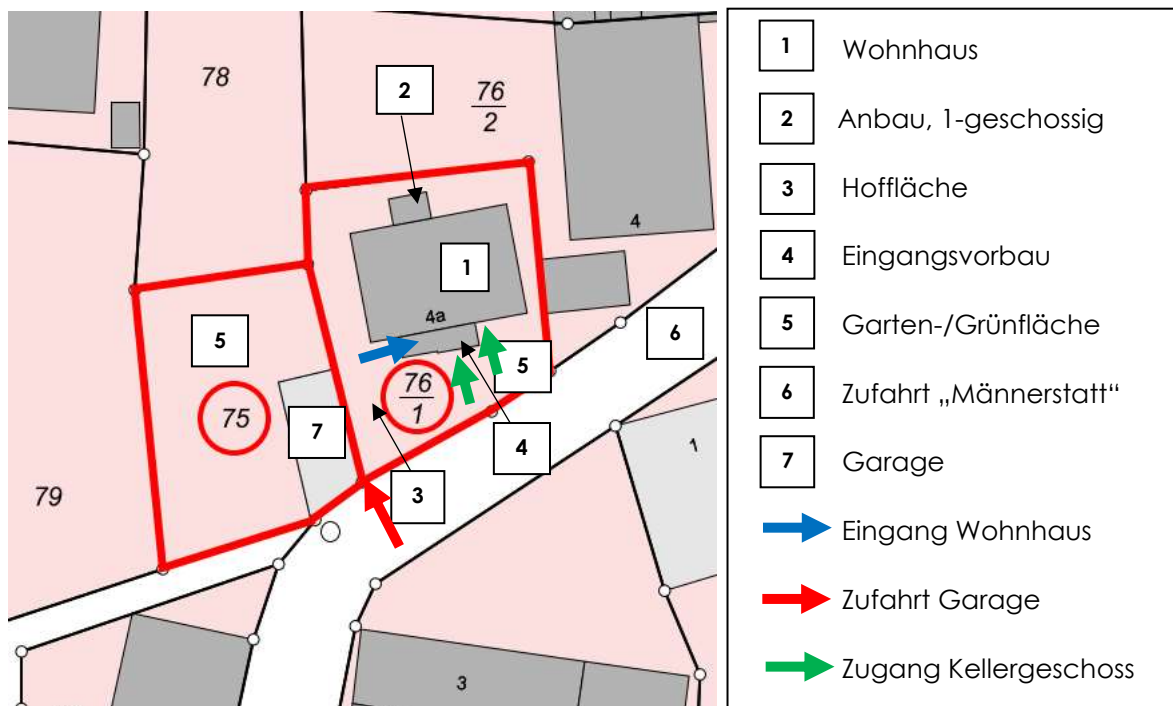 78
76
2
2
4
1
4a
6
5
5
75
76
1
7
4
1
79
3
3
1 Wohnhaus
2 Anbau, 1-geschossig
3 Hoffläche
4 Eingangsvorbau
5 Garten-/Grünfläche
6 Zufahrt „Männerstatt“
7 Garage
Eingang Wohnhaus
Zufahrt Garage
Zugang Kellergeschoss